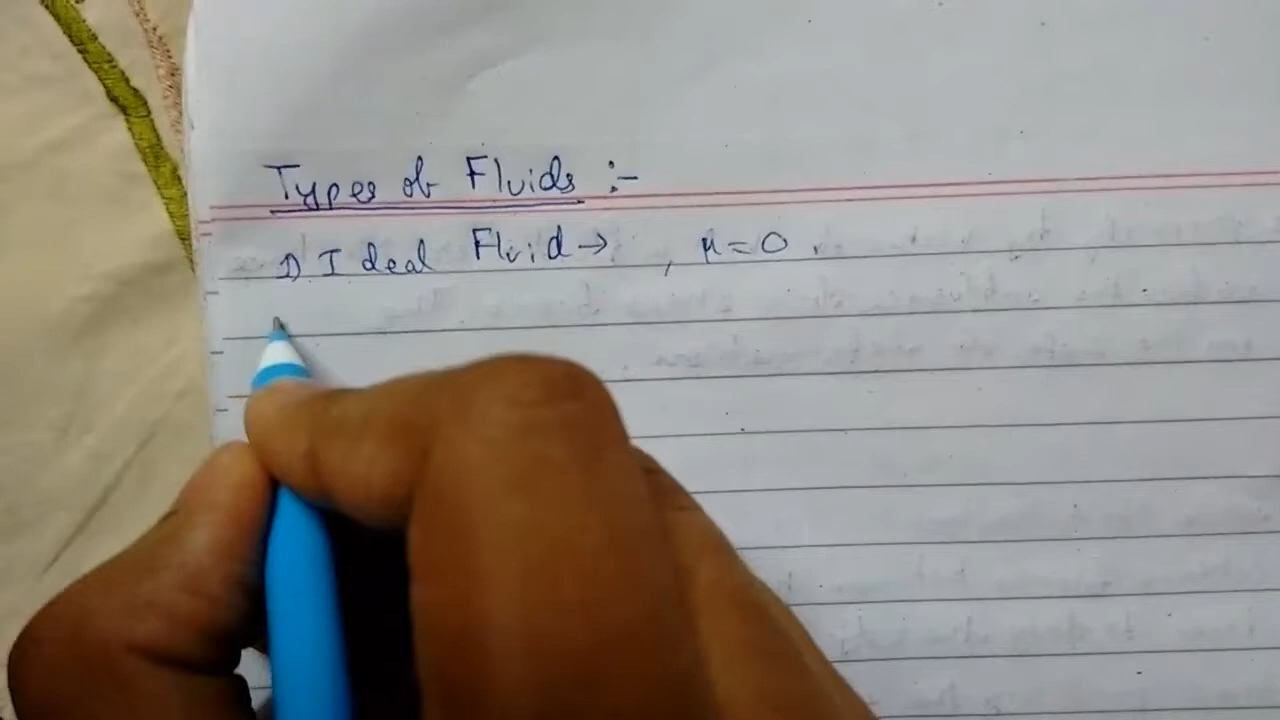 Types of Fluids :-
1) Ideal Fluid → , μ = 0 .